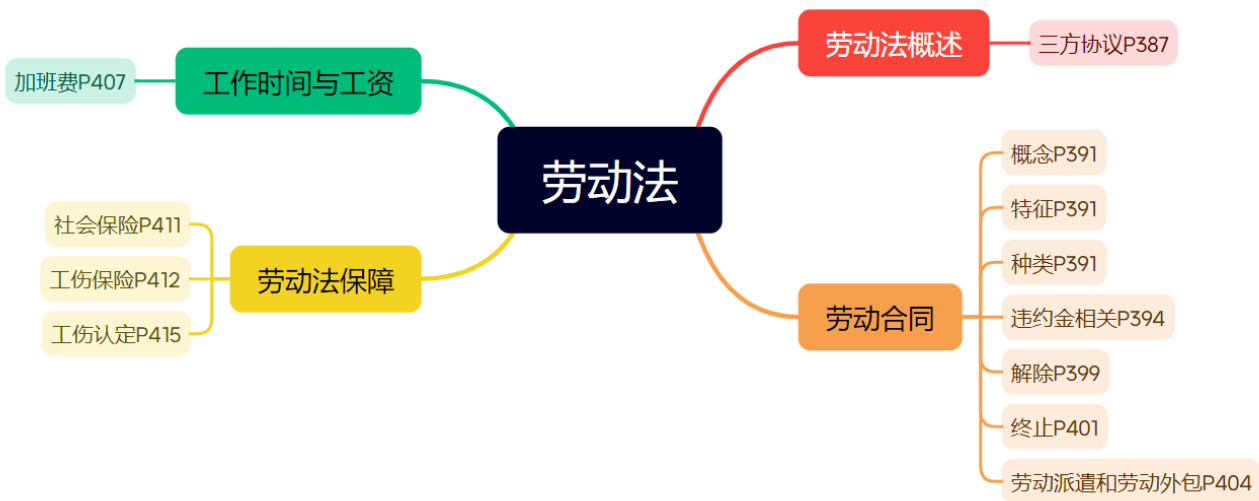 劳动法
劳动法概述
三方协议P387
劳动合同
概念P391
特征P391
种类P391
违约金相关P394
解除P399
终止P401
劳动派遣和劳动外包P404
工作时间与工资
加班费P407
劳动法保障
社会保险P411
工伤保险P412
工伤认定P415